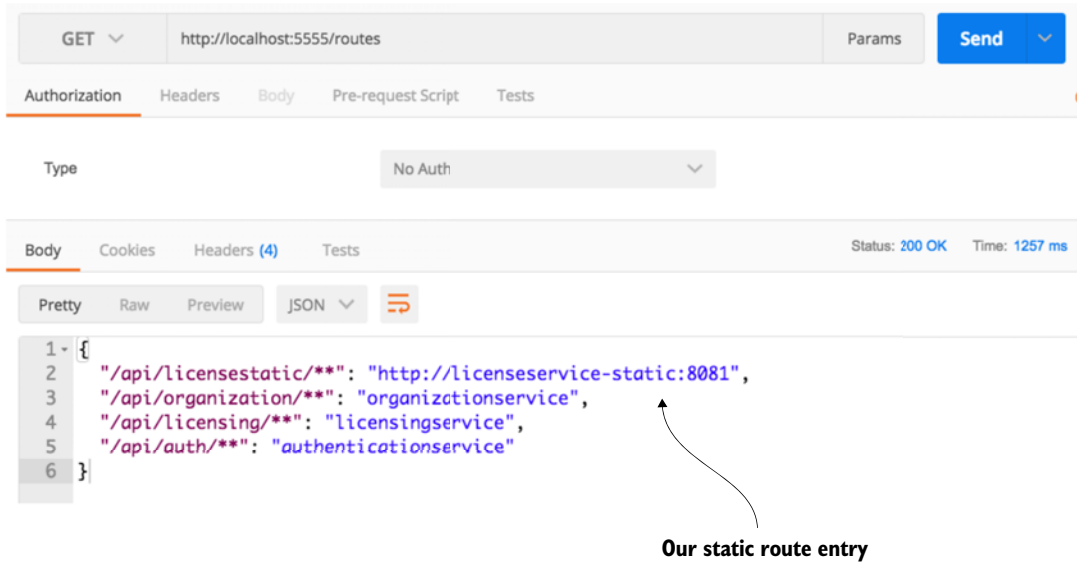 GET http://localhost:5555/routes Params Send
Authorization Headers Body Pre-request Script Tests
Type No Auth
Body Cookies Headers (4) Tests Status: 200 OK Time: 1257 ms
Pretty Raw Preview JSON
1 {
2 "/api/licensestatic/**": "http://licenseservice-static:8081",
3 "/api/organization/**": "organizationservice",
4 "/api/licensing/**": "licensingservice",
5 "/api/auth/**": "authenticationservice"
6 }
Our static route entry